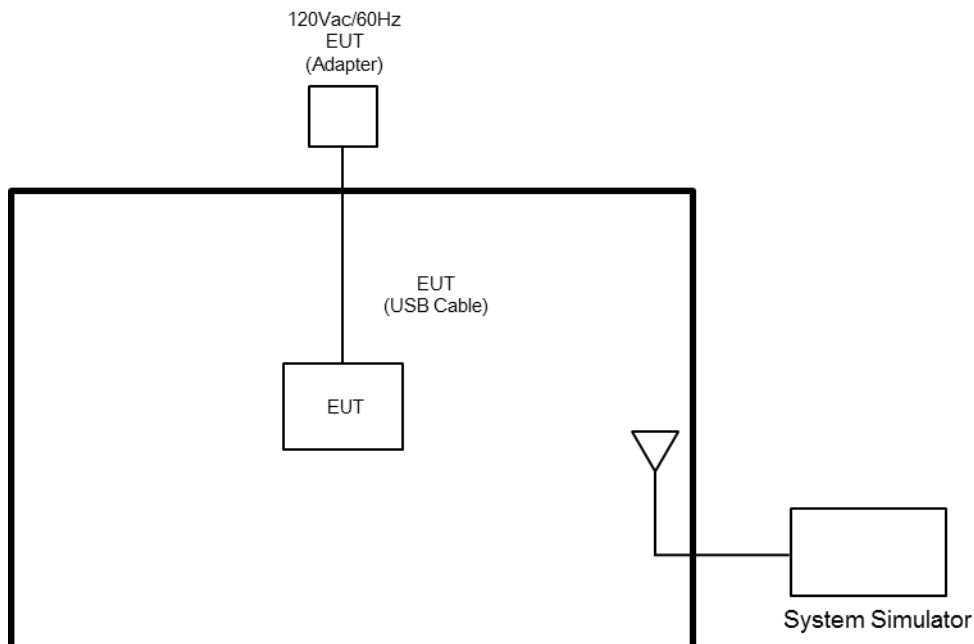 120Vac/60Hz
EUT
(Adapter)
EUT
(USB Cable)
EUT
System Simulator